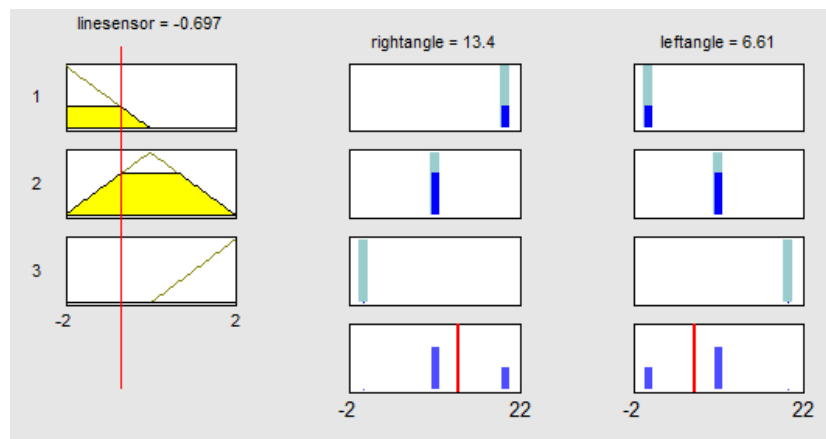 linesensor = -0.697
rightangle = 13.4
leftangle = 6.61
1
2
3
-2 2
-2 22
-2 22